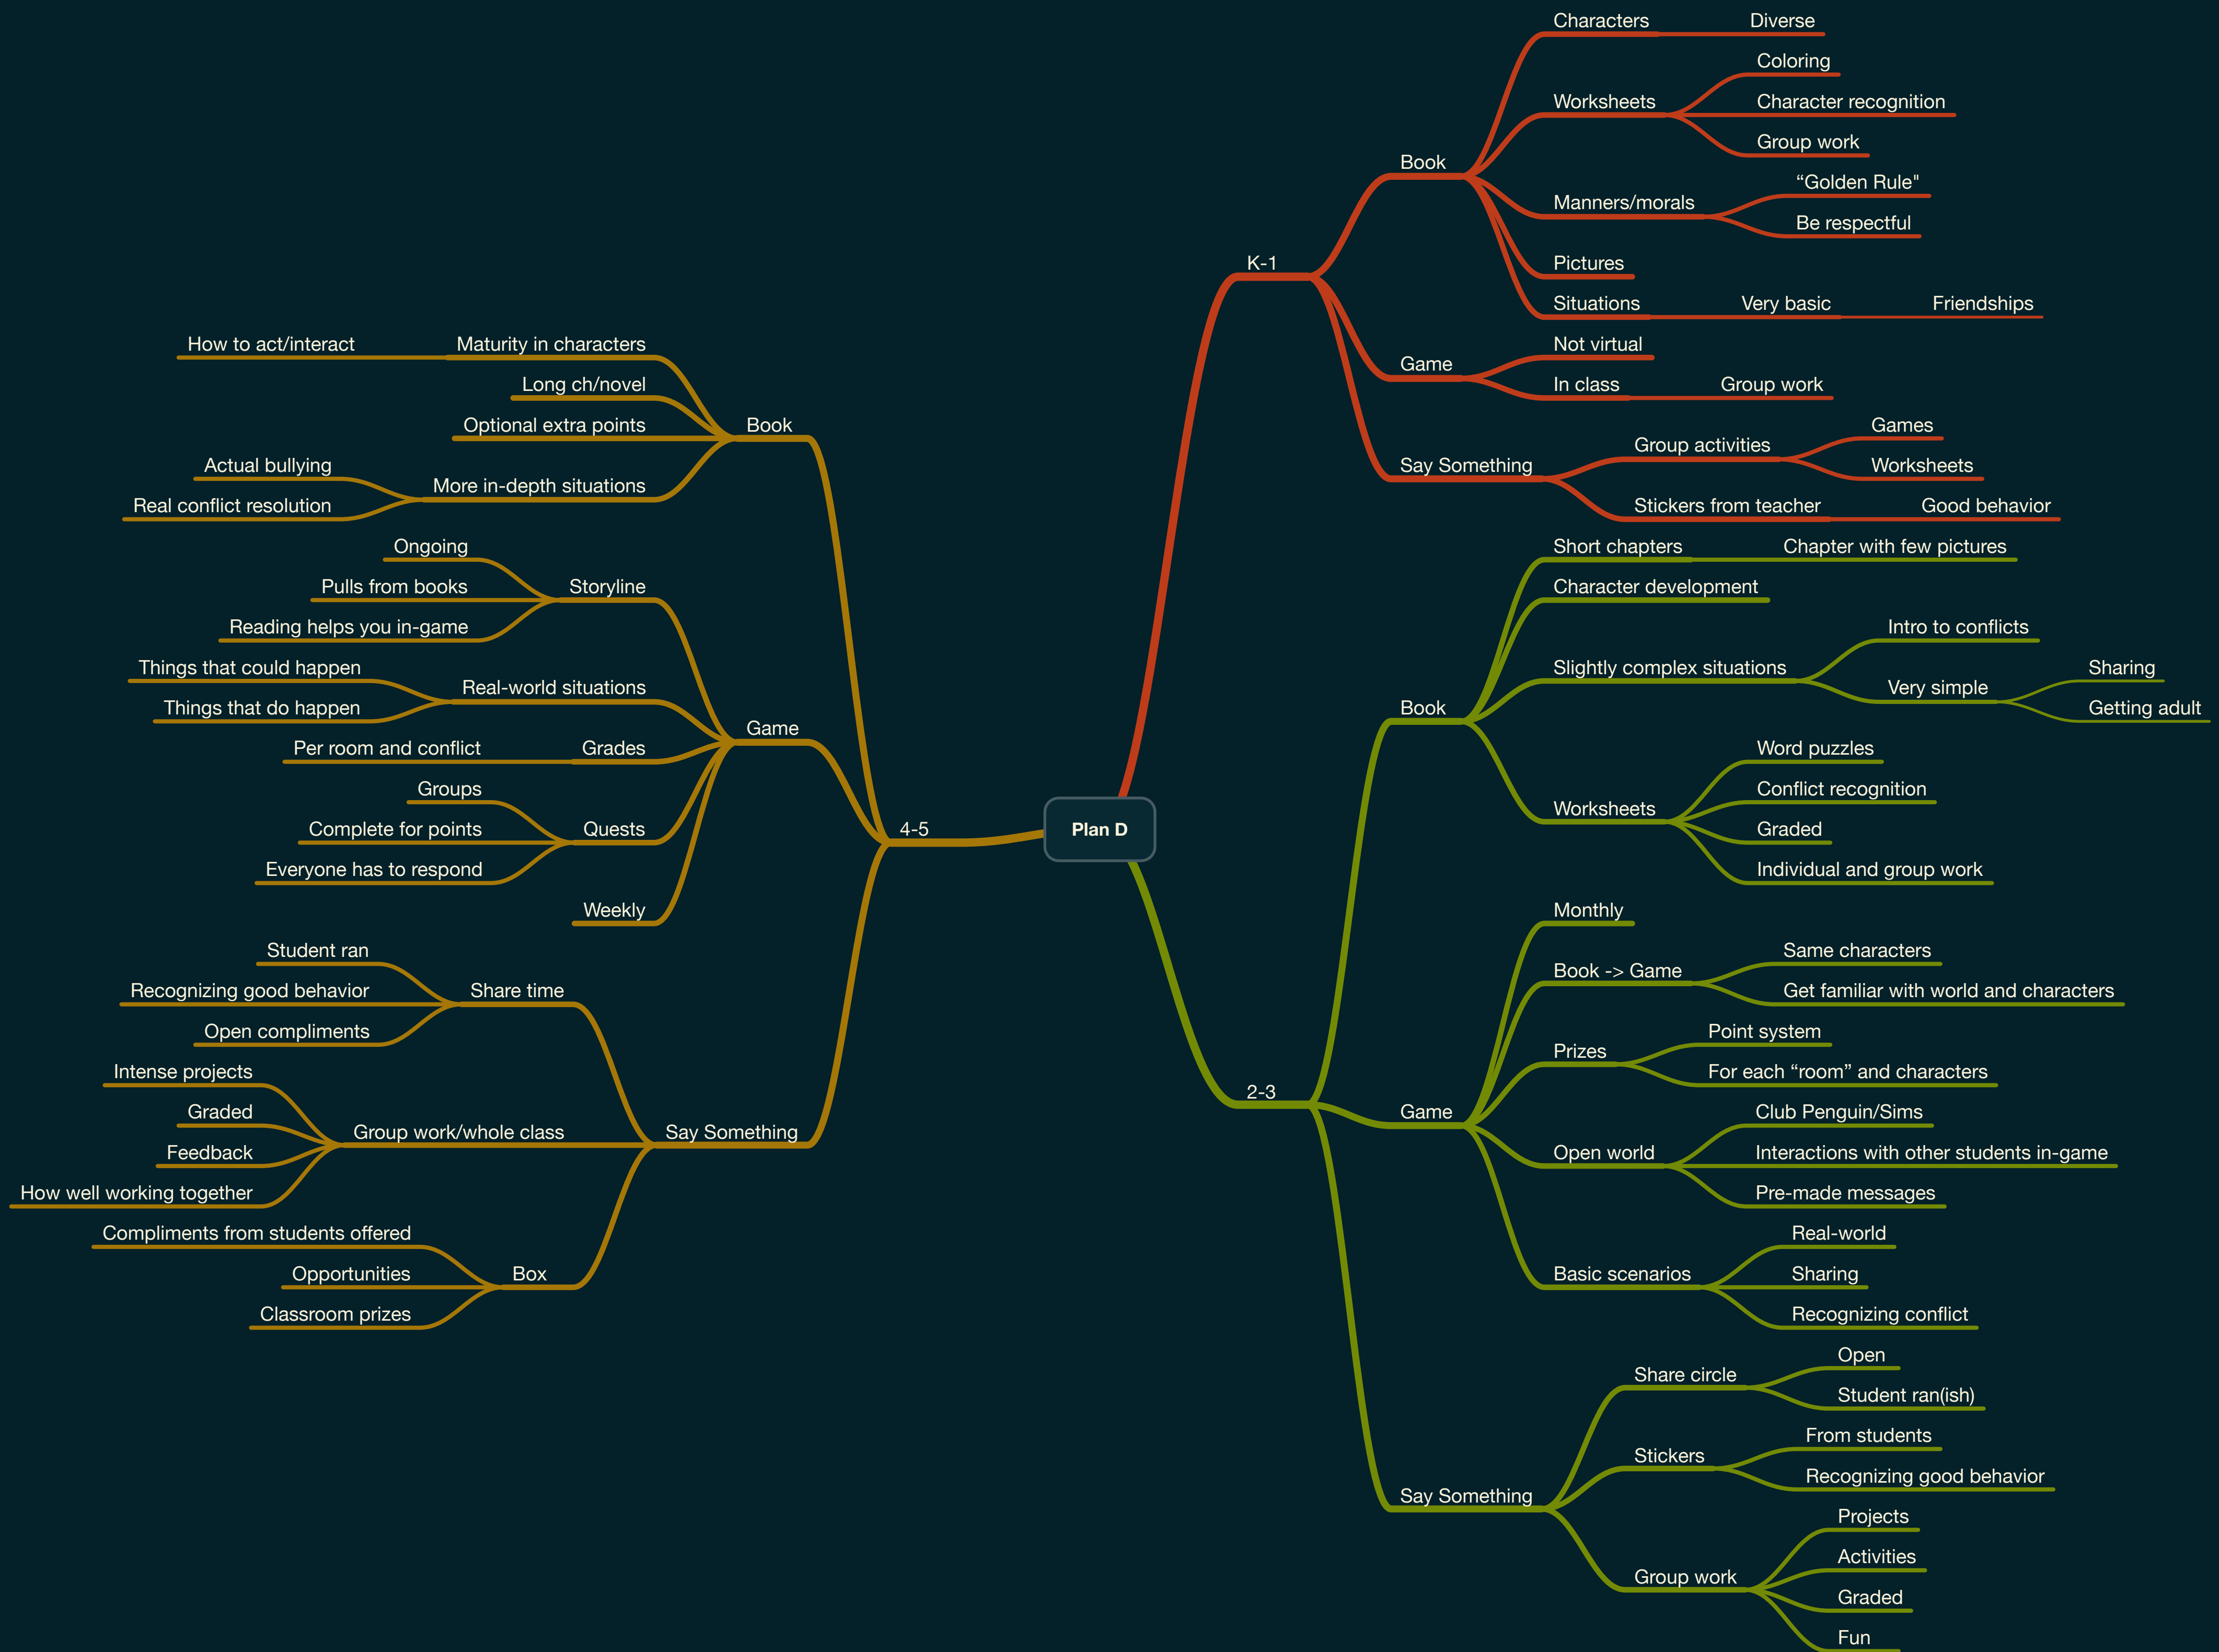 Plan D
K-1
Book
Characters
Diverse
Worksheets
Coloring
Character recognition
Group work
Manners/morals
“Golden Rule"
Be respectful
Pictures
Situations
Very basic
Friendships
Game
Not virtual
In class
Group work
Say Something
Group activities
Games
Worksheets
Stickers from teacher
Good behavior
2-3
Book
Short chapters
Chapter with few pictures
Character development
Slightly complex situations
Intro to conflicts
Very simple
Sharing
Getting adult
Worksheets
Word puzzles
Conflict recognition
Graded
Individual and group work
Game
Monthly
Book -> Game
Same characters
Get familiar with world and characters
Prizes
Point system
For each “room” and characters
Open world
Club Penguin/Sims
Interactions with other students in-game
Pre-made messages
Basic scenarios
Real-world
Sharing
Recognizing conflict
Say Something
Share circle
Open
Student ran(ish)
Stickers
From students
Recognizing good behavior
Group work
Projects
Activities
Graded
Fun
4-5
Book
Maturity in characters
How to act/interact
Long ch/novel
Optional extra points
More in-depth situations
Actual bullying
Real conflict resolution
Game
Storyline
Ongoing
Pulls from books
Reading helps you in-game
Real-world situations
Things that could happen
Things that do happen
Grades
Per room and conflict
Quests
Groups
Complete for points
Everyone has to respond
Weekly
Say Something
Share time
Student ran
Recognizing good behavior
Open compliments
Group work/whole class
Intense projects
Graded
Feedback
How well working together
Box
Compliments from students offered
Opportunities
Classroom prizes